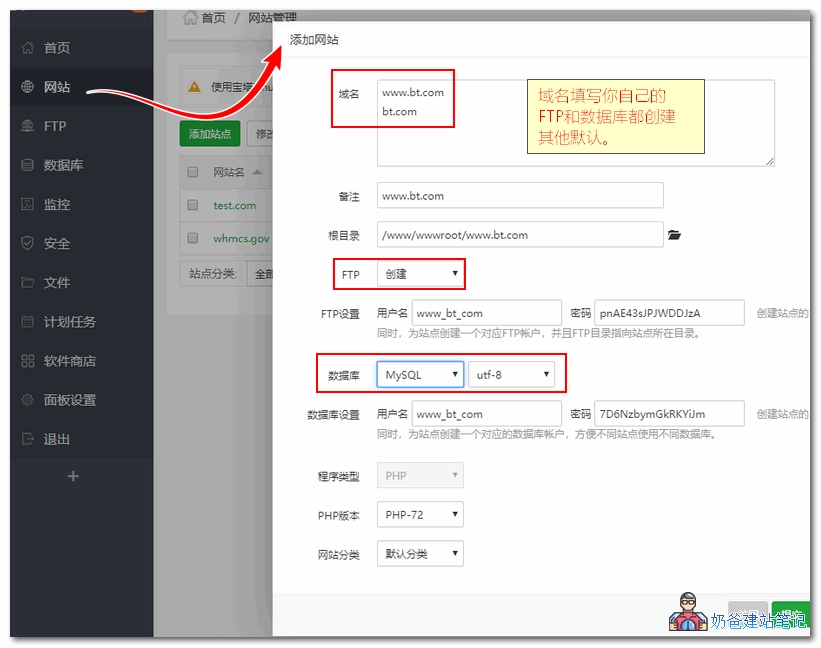 首页
网站
FTP
数据库
监控
安全
文件
计划任务
软件商店
面板设置
退出
+
首页 / 网站管理
使用宝塔
添加站点
修改
网站名
test.com
whmcs.gov
站点分类:
全部
添加网站
域名
www.bt.com
bt.com
域名填写你自己的
FTP和数据库都创建
其他默认。
备注
www.bt.com
根目录
/www/wwwroot/www.bt.com
FTP
创建
FTP设置
用户名
www_bt_com
密码
pnAE43sJPJWDDJzA
创建站点的
同时，为站点创建一个对应FTP帐户，并且FTP目录指向站点所在目录。
数据库
MySQL
utf-8
数据库设置
用户名
www_bt_com
密码
7D6NzbymGkRKYiJm
创建站点的
同时，为站点创建一个对应的数据库帐户，方便不同站点使用不同数据库。
程序类型
PHP
PHP版本
PHP-72
网站分类
默认分类
奶爸建站笔记